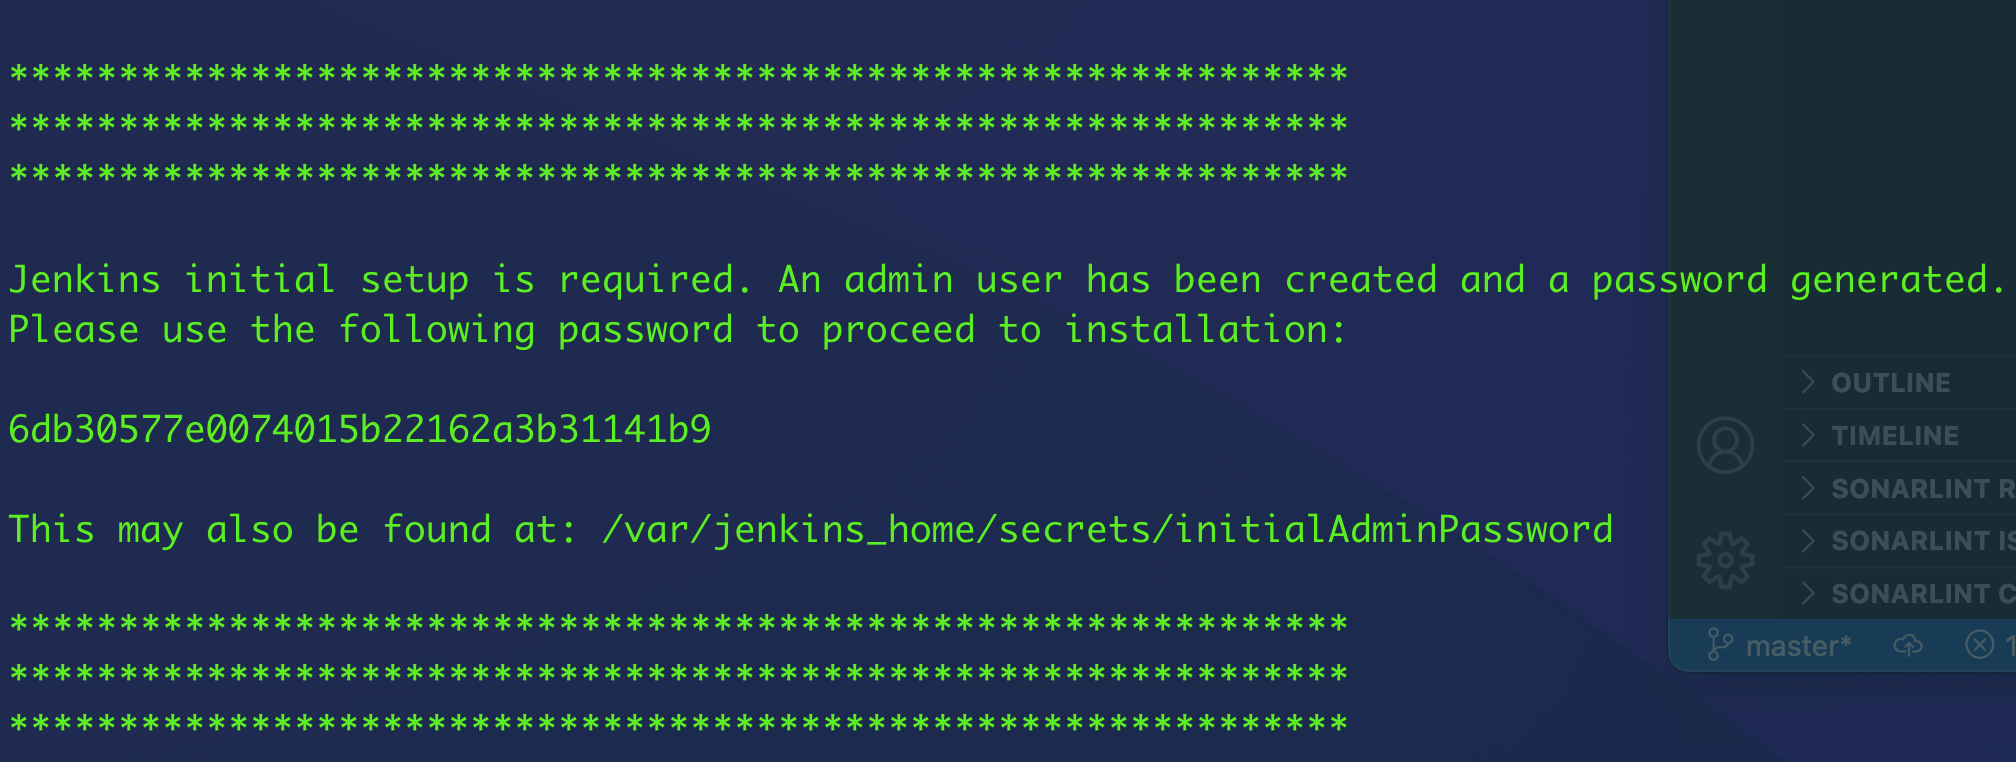 *************************************************************
*************************************************************
*************************************************************
Jenkins initial setup is required. An admin user has been created and a password generated.
Please use the following password to proceed to installation:
6db30577e0074015b22162a3b31141b9
This may also be found at: /var/jenkins_home/secrets/initialAdminPassword
*************************************************************
*************************************************************
*************************************************************
OUTLINE
TIMELINE
SONARLINT R
SONARLINT IS
SONARLINT C
master*
1